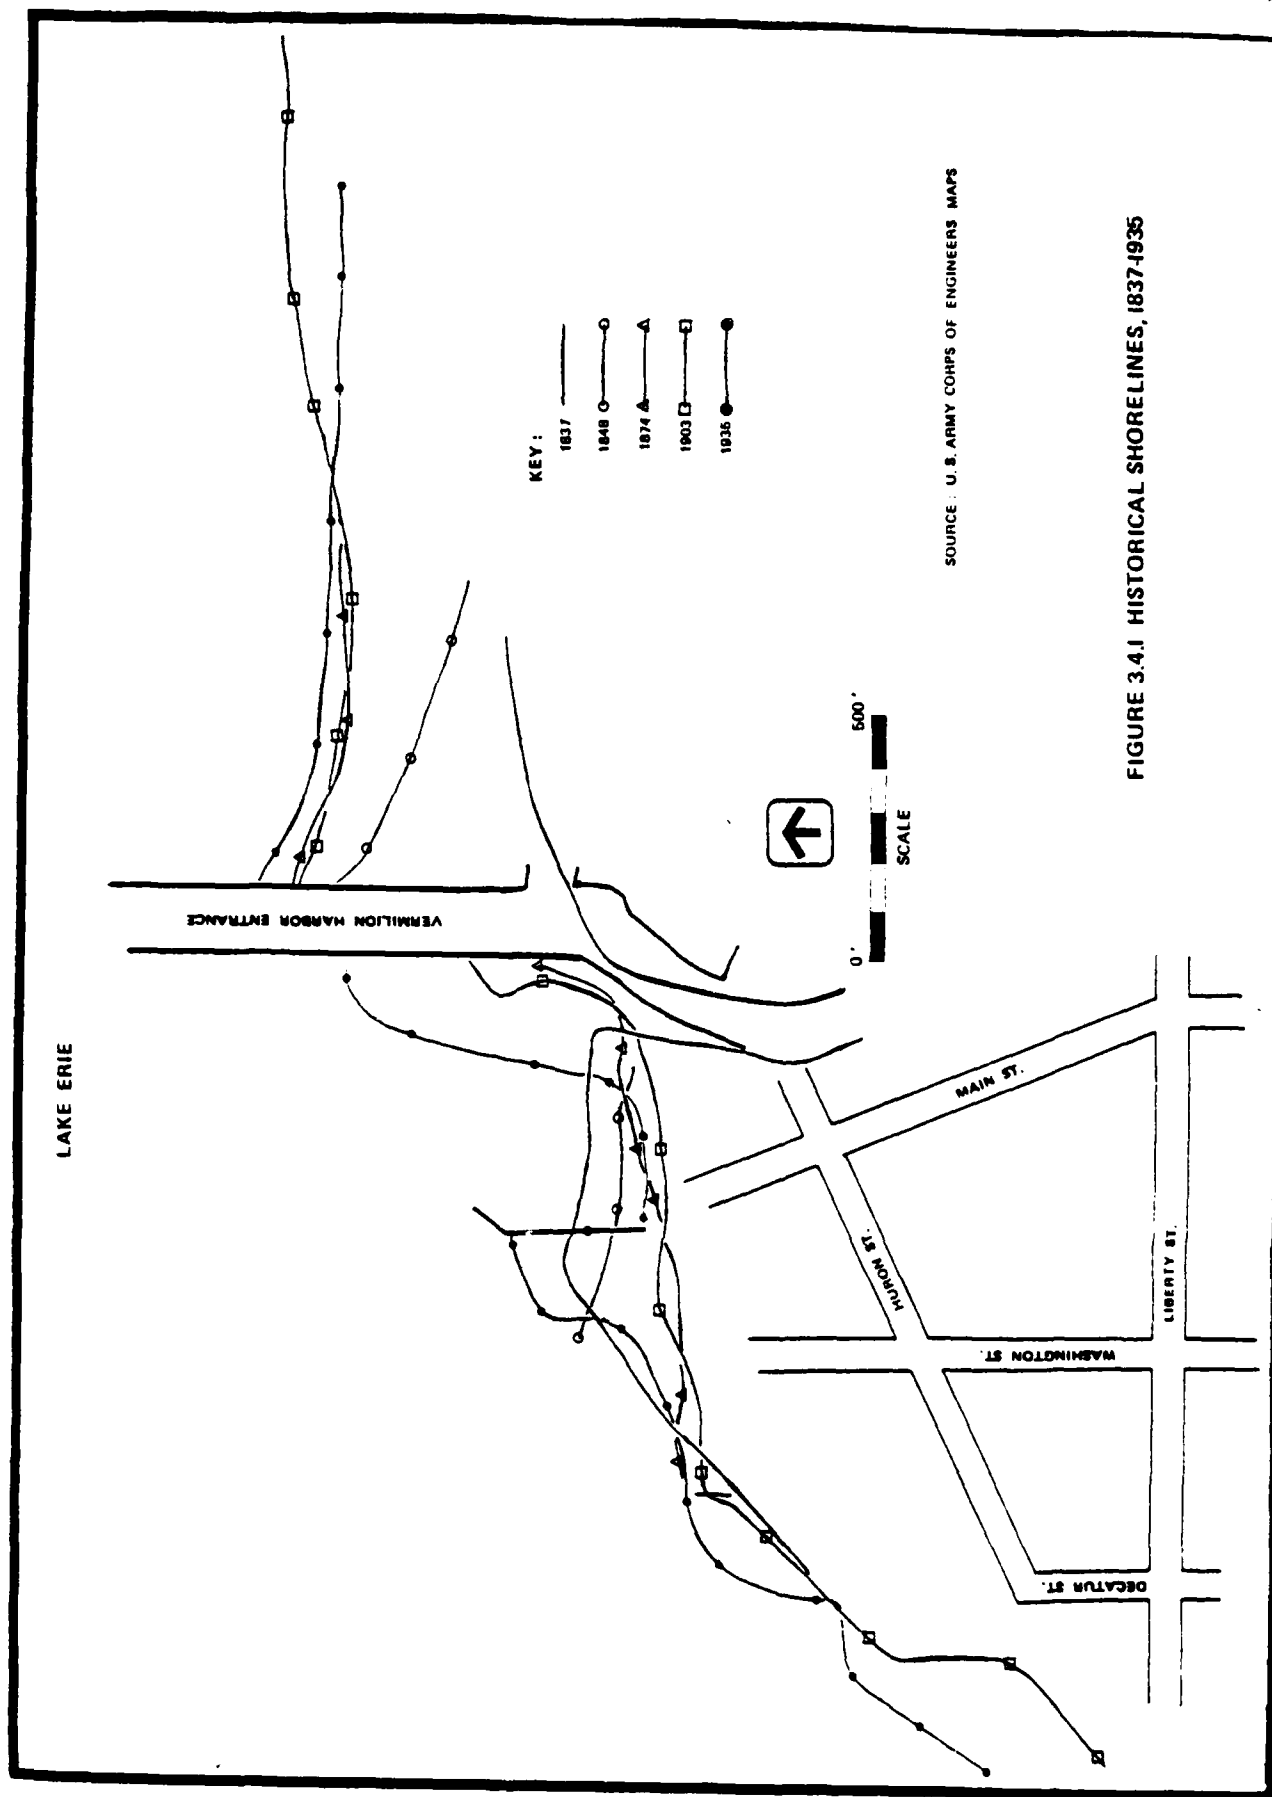 LAKE ERIE
VERMILION HARBOR ENTRANCE
KEY :
1837
1848
1874
1903
1935
SOURCE : U. S. ARMY CORPS OF ENGINEERS MAPS
0'
500'
SCALE
MAIN ST.
HURON ST.
WASHINGTON ST.
DECATUR ST.
LIBERTY ST.
FIGURE 3.4.1 HISTORICAL SHORELINES, 1837-1935